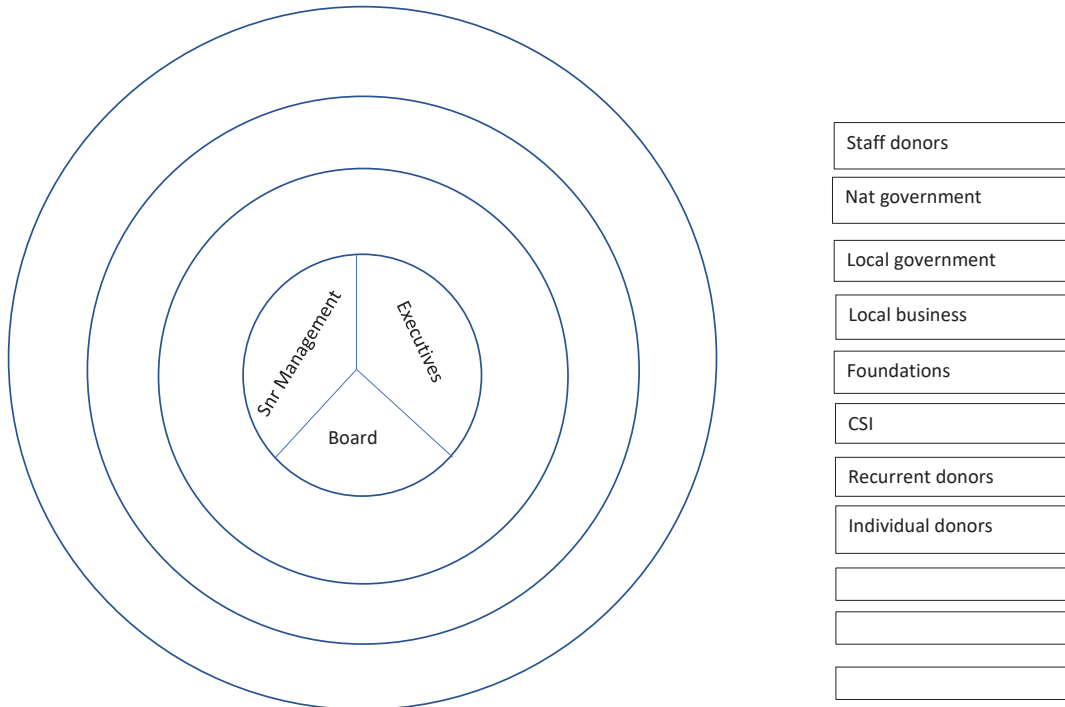 Snr Management
Executives
Board
Staff donors
Nat government
Local government
Local business
Foundations
CSI
Recurrent donors
Individual donors